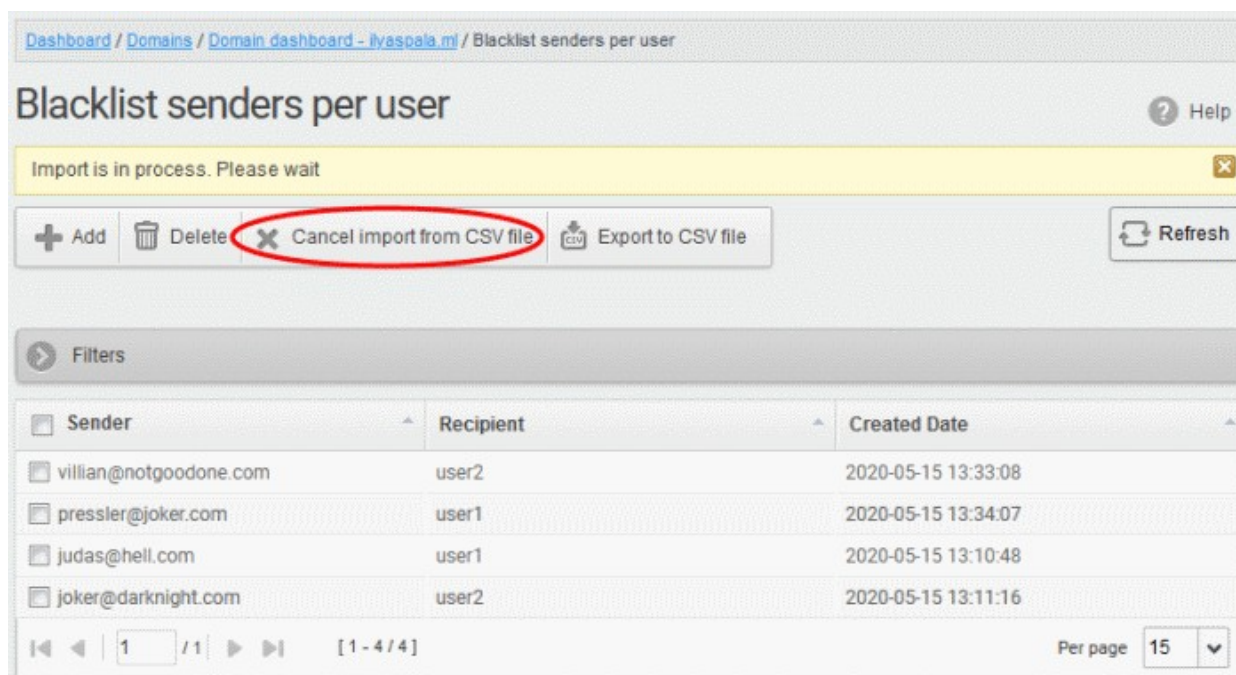 Dashboard / Domains / Domain dashboard - ilyaspala.ml / Blacklist senders per user
Blacklist senders per user
? Help
Import is in process. Please wait
Add Delete Cancel import from CSV file CSV Export to CSV file Refresh
Filters
Sender Recipient Created Date
villian@notgoodone.com user2 2020-05-15 13:33:08
pressler@joker.com user1 2020-05-15 13:34:07
judas@hell.com user1 2020-05-15 13:10:48
joker@darknight.com user2 2020-05-15 13:11:16
1 / 1 [ 1 - 4 / 4 ] Per page 15